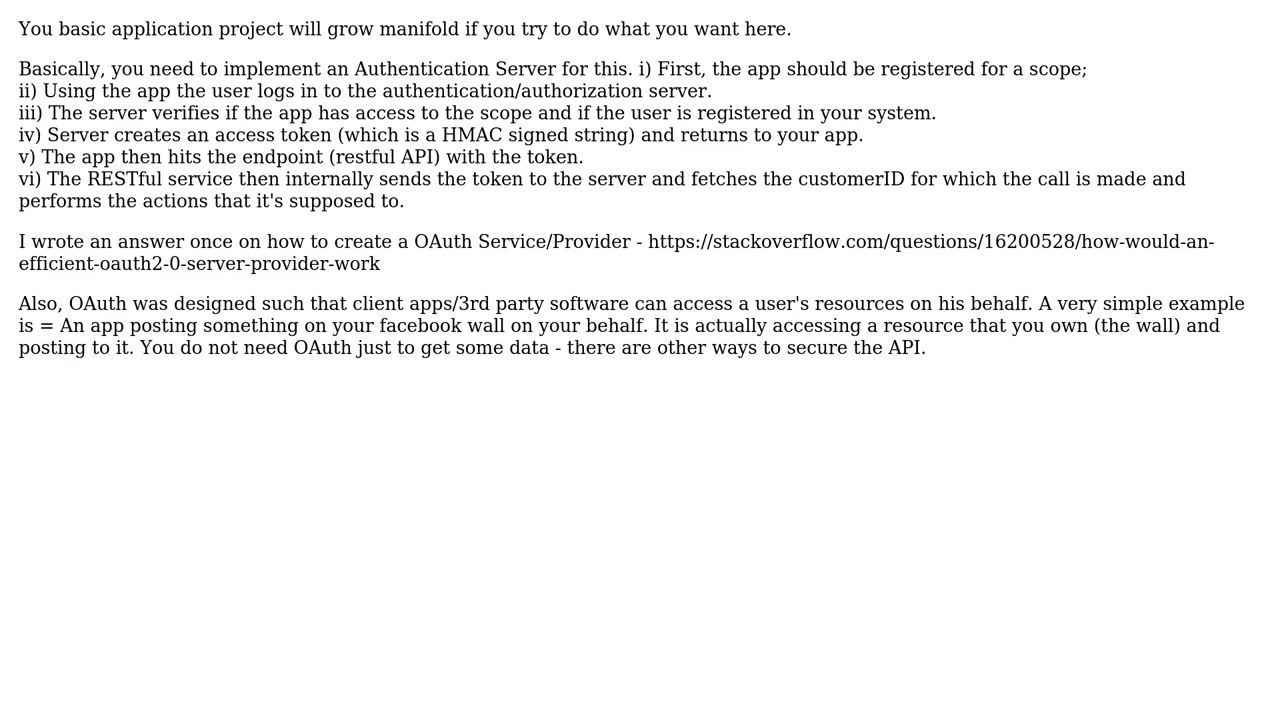 You basic application project will grow manifold if you try to do what you want here.
Basically, you need to implement an Authentication Server for this. i) First, the app should be registered for a scope;
ii) Using the app the user logs in to the authentication/authorization server.
iii) The server verifies if the app has access to the scope and if the user is registered in your system.
iv) Server creates an access token (which is a HMAC signed string) and returns to your app.
v) The app then hits the endpoint (restful API) with the token.
vi) The RESTful service then internally sends the token to the server and fetches the customerID for which the call is made and
performs the actions that it's supposed to.
I wrote an answer once on how to create a OAuth Service/Provider - https://stackoverflow.com/questions/16200528/how-would-an-
efficient-oauth2-0-server-provider-work
Also, OAuth was designed such that client apps/3rd party software can access a user's resources on his behalf. A very simple example
is = An app posting something on your facebook wall on your behalf. It is actually accessing a resource that you own (the wall) and
posting to it. You do not need OAuth just to get some data - there are other ways to secure the API.